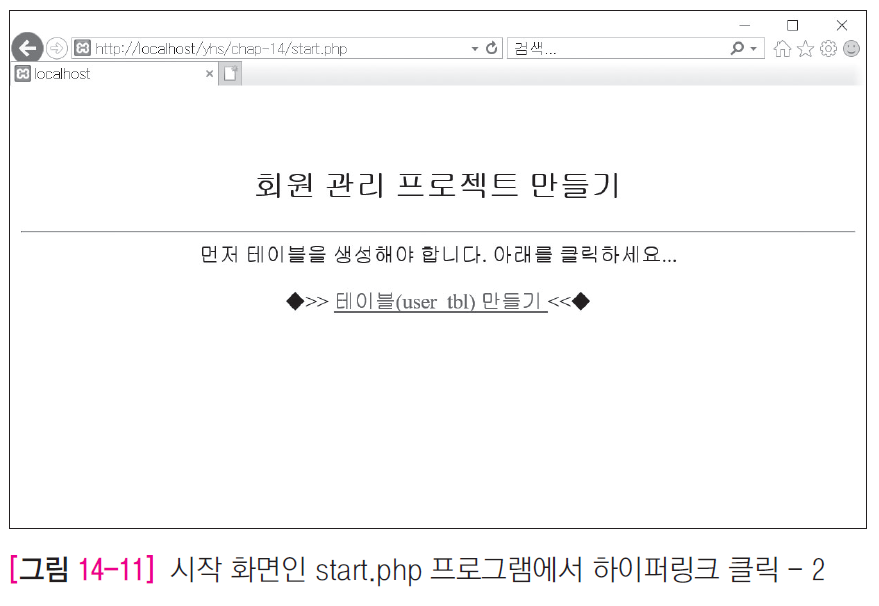 http://localhost/yhs/chap-14/start.php
검색...
localhost
회원 관리 프로젝트 만들기
먼저 테이블을 생성해야 합니다. 아래를 클릭하세요...
◆>> 테이블(user_tbl) 만들기 <<◆
[그림 14-11] 시작 화면인 start.php 프로그램에서 하이퍼링크 클릭 - 2